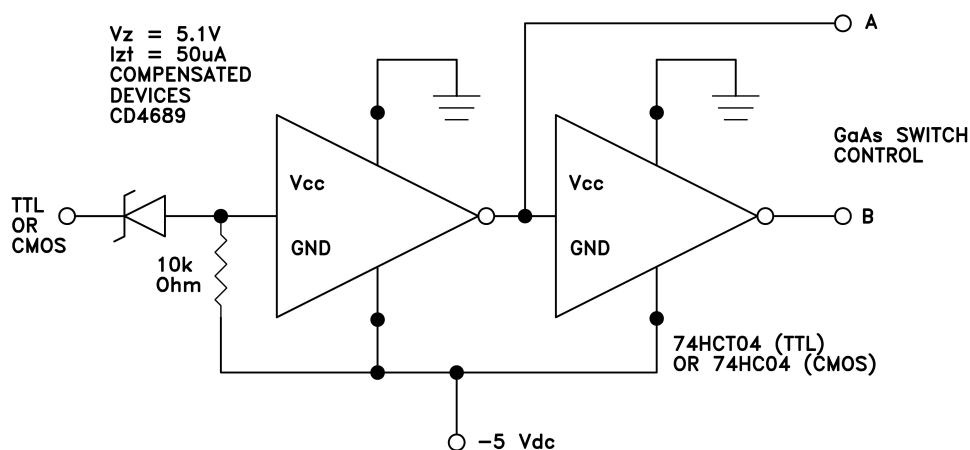 Vz = 5.1V
Izt = 50uA
COMPENSATED
DEVICES
CD4689
A
GaAs SWITCH
CONTROL
Vcc
Vcc
TTL
OR
CMOS
B
GND
GND
10k
Ohm
74HCT04 (TTL)
OR 74HC04 (CMOS)
-5 Vdc